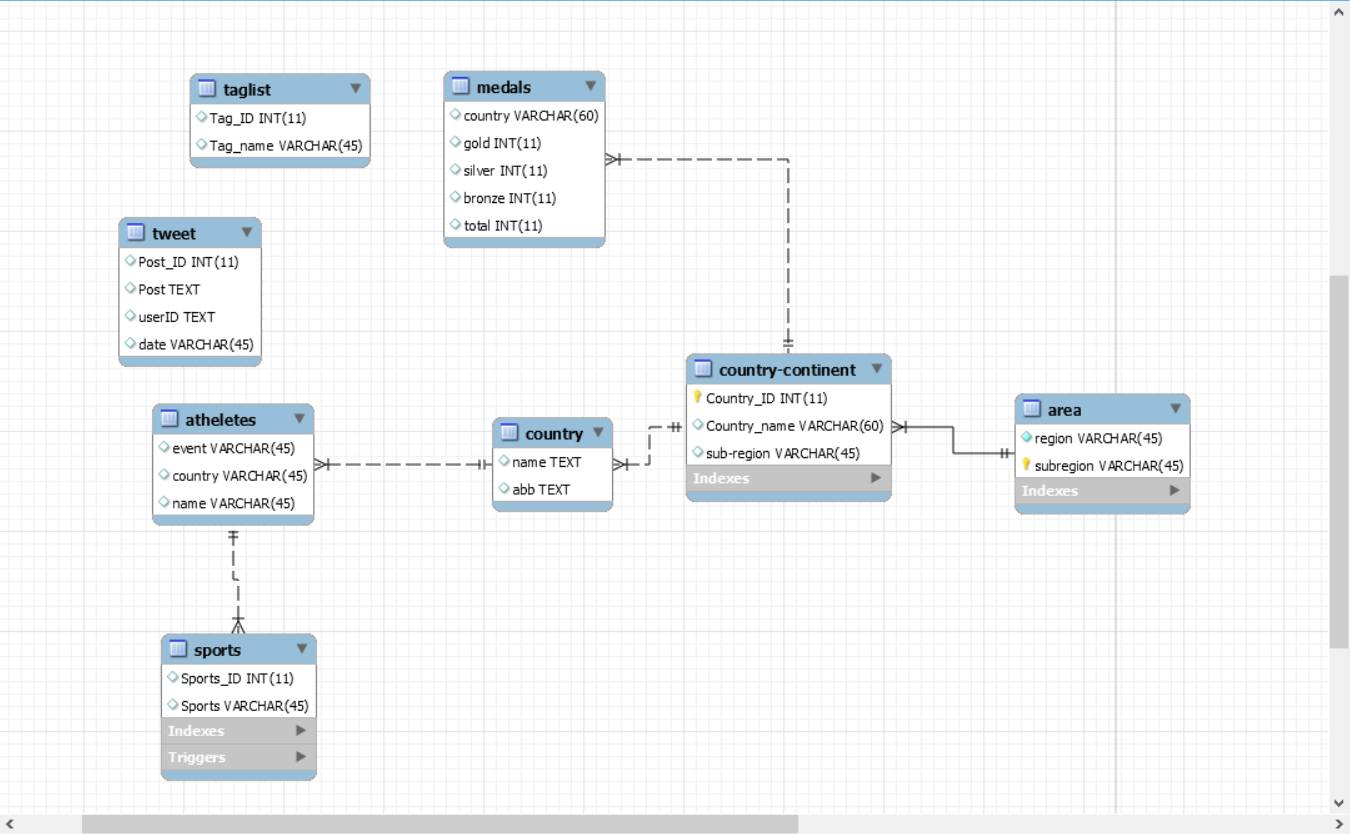 taglist
Tag_ID INT(11)
Tag_name VARCHAR(45)
medals
country VARCHAR(60)
gold INT(11)
silver INT(11)
bronze INT(11)
total INT(11)
tweet
Post_ID INT(11)
Post TEXT
userID TEXT
date VARCHAR(45)
country-continent
Country_ID INT(11)
Country_name VARCHAR(60)
sub-region VARCHAR(45)
Indexes
area
region VARCHAR(45)
subregion VARCHAR(45)
Indexes
atheletes
event VARCHAR(45)
country VARCHAR(45)
name VARCHAR(45)
country
name TEXT
abb TEXT
sports
Sports_ID INT(11)
Sports VARCHAR(45)
Indexes
Triggers